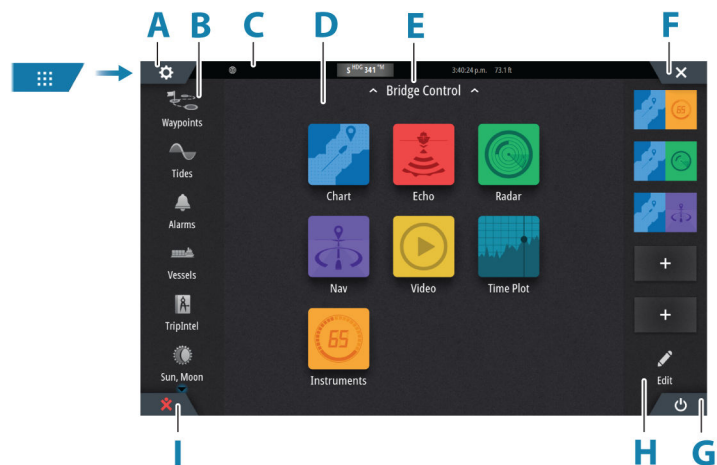 A
B
C
D
E
F
S HDG 341 °M
3:40:24 p.m. 73.1 ft
Bridge Control
Waypoints
Tides
Alarms
Vessels
TripIntel
Sun, Moon
Chart
Echo
Radar
Nav
Video
Time Plot
65
Instruments
65
+
+
Edit
I
H
G